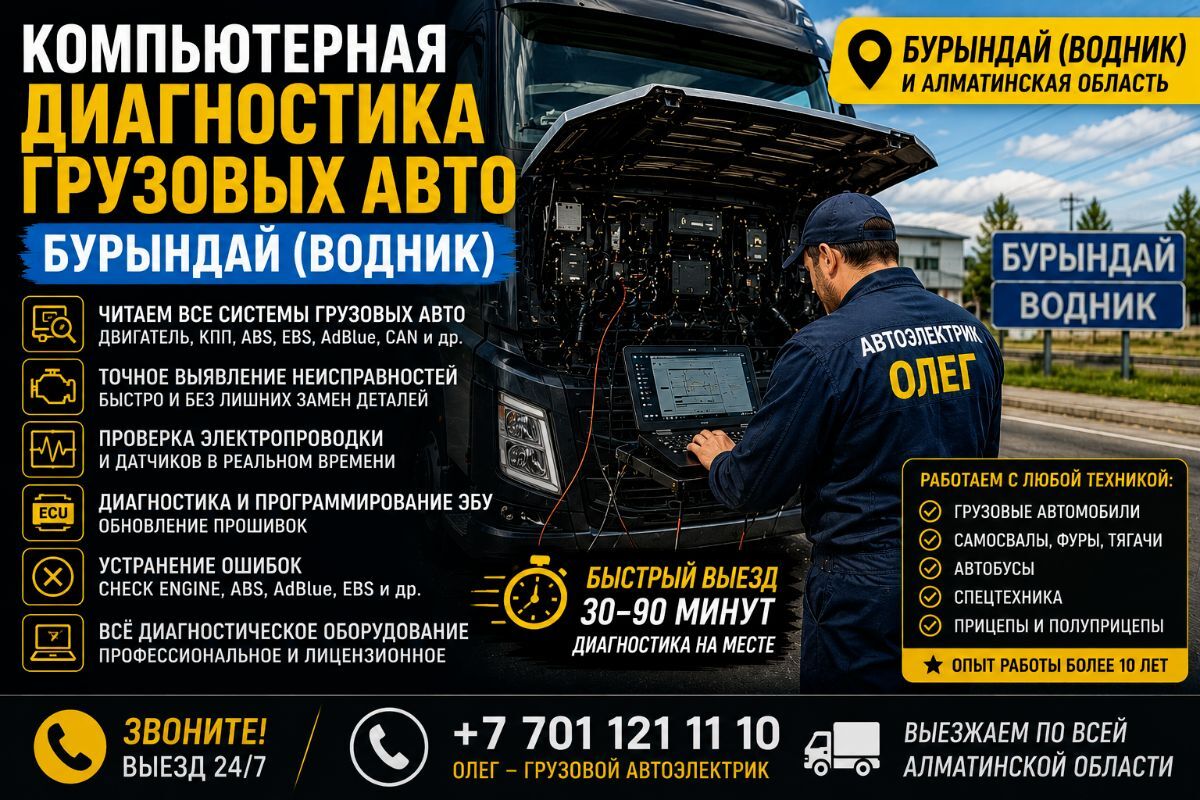 КОМПЬЮТЕРНАЯ
ДИАГНОСТИКА
ГРУЗОВЫХ АВТО
БУРЫНДАЙ (ВОДНИК)
ЧИТАЕМ ВСЕ СИСТЕМЫ ГРУЗОВЫХ АВТО
ДВИГАТЕЛЬ, КПП, ABS, EBS, AdBlue, CAN и др.
ТОЧНОЕ ВЫЯВЛЕНИЕ НЕИСПРАВНОСТЕЙ
БЫСТРО И БЕЗ ЛИШНИХ ЗАМЕН ДЕТАЛЕЙ
ПРОВЕРКА ЭЛЕКТРОПРОВОДКИ
И ДАТЧИКОВ В РЕАЛЬНОМ ВРЕМЕНИ
ECU
ДИАГНОСТИКА И ПРОГРАММИРОВАНИЕ ЭБУ
ОБНОВЛЕНИЕ ПРОШИВОК
УСТРАНЕНИЕ ОШИБОК
CHECK ENGINE, ABS, AdBlue, EBS и др.
ВСЁ ДИАГНОСТИЧЕСКОЕ ОБОРУДОВАНИЕ
ПРОФЕССИОНАЛЬНОЕ И ЛИЦЕНЗИОННОЕ
БУРЫНДАЙ (ВОДНИК)
И АЛМАТИНСКАЯ ОБЛАСТЬ
БУРЫНДАЙ
ВОДНИК
АВТОЭЛЕКТРИК
ОЛЕГ
БЫСТРЫЙ ВЫЕЗД
30–90 МИНУТ
ДИАГНОСТИКА НА МЕСТЕ
РАБОТАЕМ С ЛЮБОЙ ТЕХНИКОЙ:
ГРУЗОВЫЕ АВТОМОБИЛИ
САМОСВАЛЫ, ФУРЫ, ТЯГАЧИ
АВТОБУСЫ
СПЕЦТЕХНИКА
ПРИЦЕПЫ И ПОЛУПРИЦЕПЫ
★ ОПЫТ РАБОТЫ БОЛЕЕ 10 ЛЕТ
ЗВОНИТЕ!
ВЫЕЗД 24/7
+7 701 121 11 10
ОЛЕГ – ГРУЗОВОЙ АВТОЭЛЕКТРИК
ВЫЕЗЖАЕМ ПО ВСЕЙ
АЛМАТИНСКОЙ ОБЛАСТИ